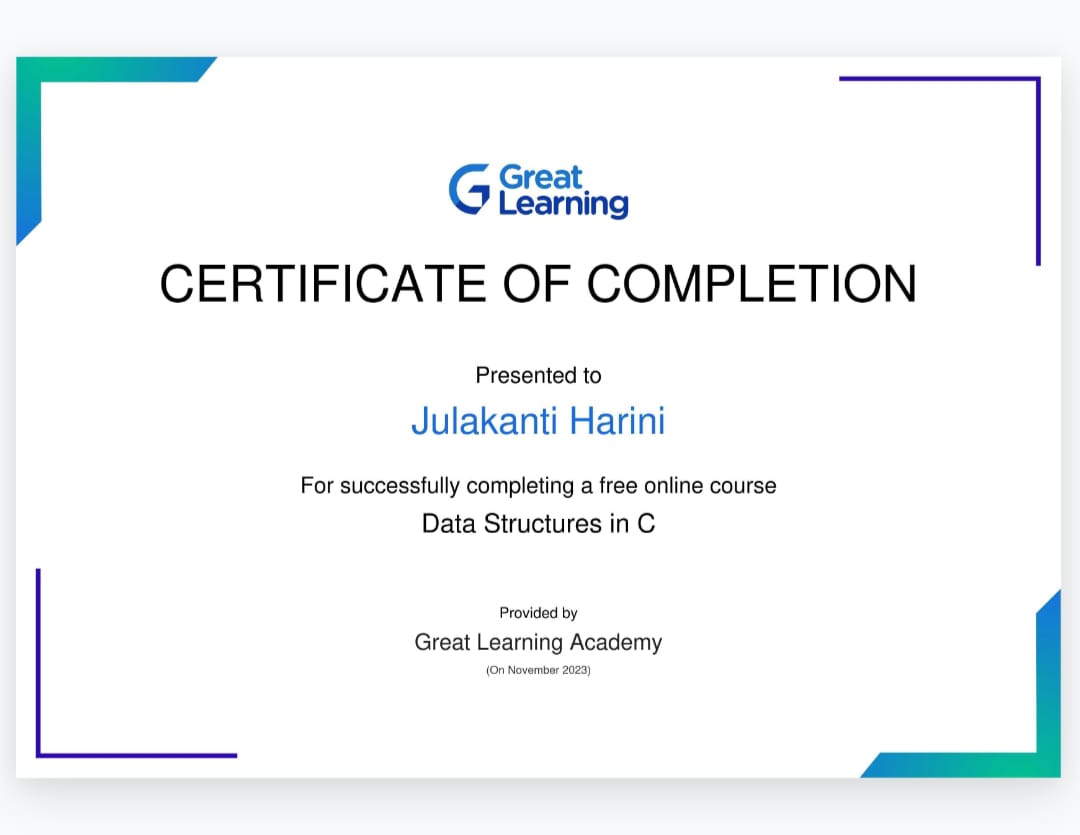 Great
Learning
CERTIFICATE OF COMPLETION
Presented to
Julakanti Harini
For successfully completing a free online course
Data Structures in C
Provided by
Great Learning Academy
(On November 2023)